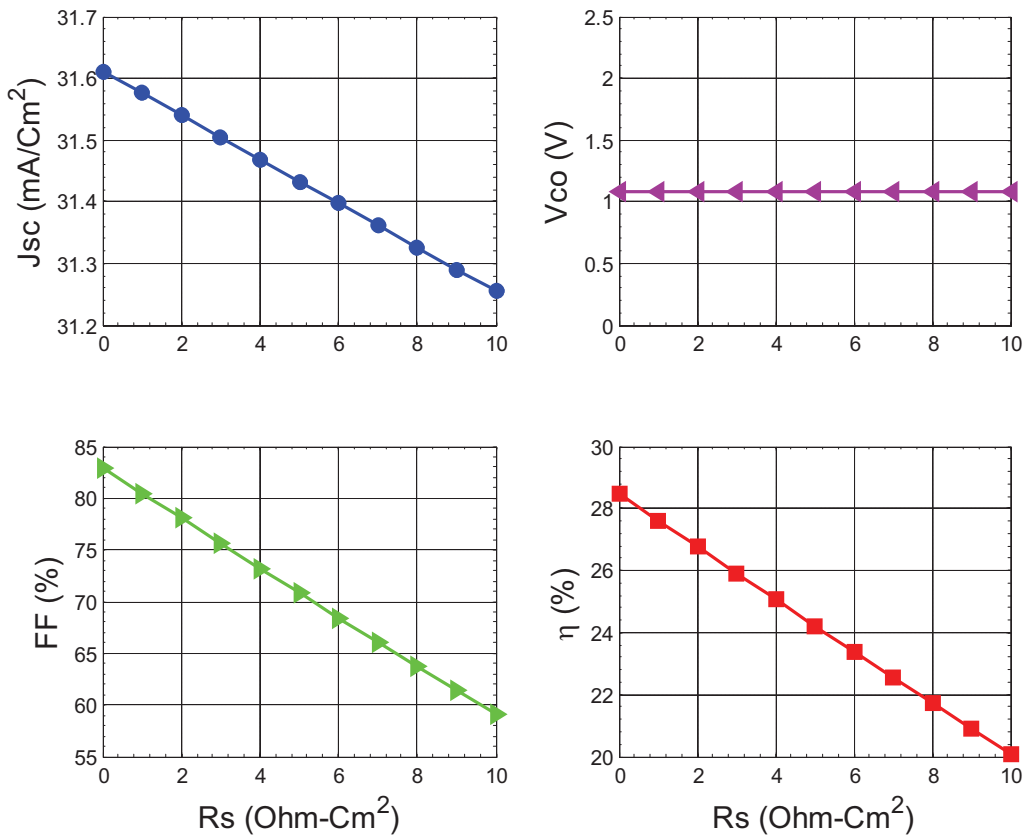 Jsc (mA/Cm²)
31.7
31.6
31.5
31.4
31.3
31.2
0 2 4 6 8 10
Vco (V)
2.5
2
1.5
1
0.5
0
0 2 4 6 8 10
FF (%)
85
80
75
70
65
60
55
0 2 4 6 8 10
Rs (Ohm-Cm²)
η (%)
30
28
26
24
22
20
0 2 4 6 8 10
Rs (Ohm-Cm²)